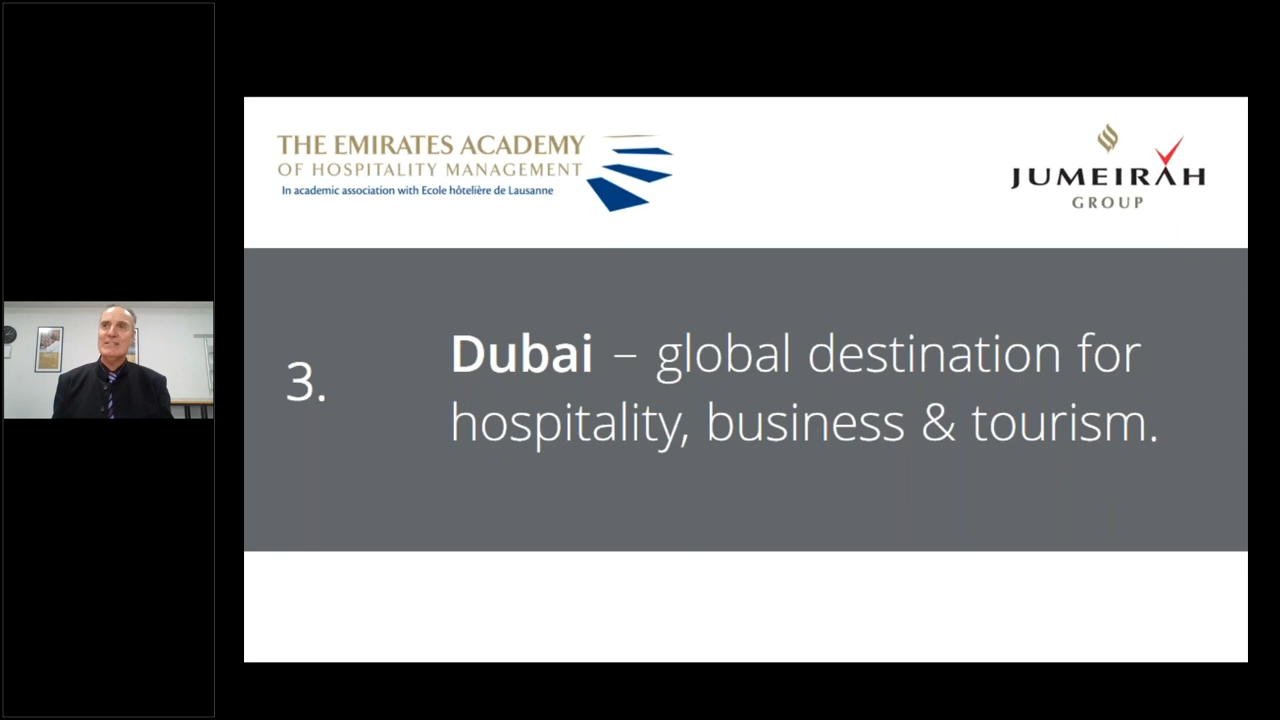 THE EMIRATES ACADEMY
OF HOSPITALITY MANAGEMENT
In academic association with Ecole hôtelière de Lausanne
JUMEIRAH
GROUP
3.
Dubai – global destination for
hospitality, business & tourism.